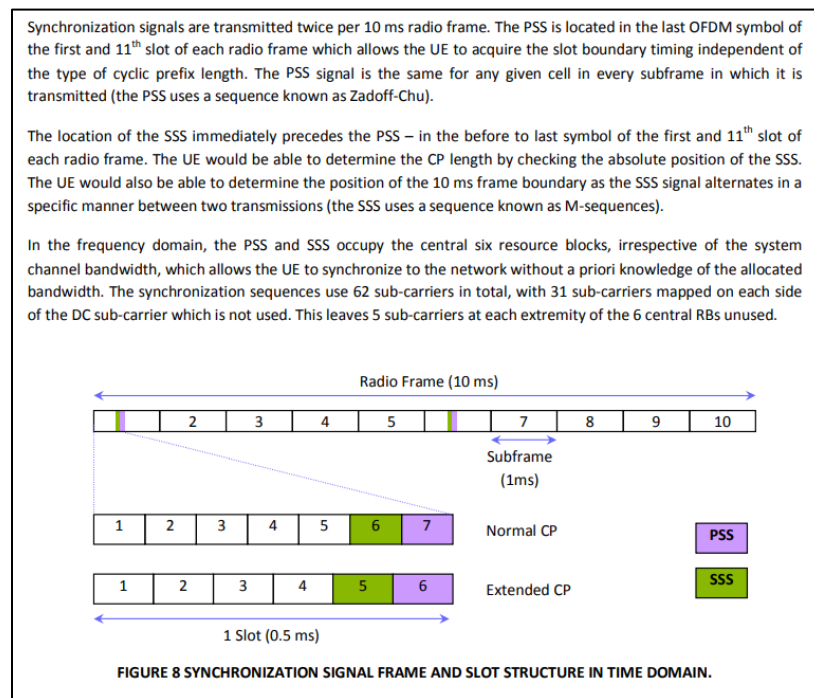 Synchronization signals are transmitted twice per 10 ms radio frame. The PSS is located in the last OFDM symbol of
the first and 11th slot of each radio frame which allows the UE to acquire the slot boundary timing independent of
the type of cyclic prefix length. The PSS signal is the same for any given cell in every subframe in which it is
transmitted (the PSS uses a sequence known as Zadoff-Chu).
The location of the SSS immediately precedes the PSS – in the before to last symbol of the first and 11th slot of
each radio frame. The UE would be able to determine the CP length by checking the absolute position of the SSS.
The UE would also be able to determine the position of the 10 ms frame boundary as the SSS signal alternates in a
specific manner between two transmissions (the SSS uses a sequence known as M-sequences).
In the frequency domain, the PSS and SSS occupy the central six resource blocks, irrespective of the system
channel bandwidth, which allows the UE to synchronize to the network without a priori knowledge of the allocated
bandwidth. The synchronization sequences use 62 sub-carriers in total, with 31 sub-carriers mapped on each side
of the DC sub-carrier which is not used. This leaves 5 sub-carriers at each extremity of the 6 central RBs unused.
Radio Frame (10 ms)
2 3 4 5 7 8 9 10
Subframe
(1ms)
1 2 3 4 5 6 7 Normal CP PSS
1 2 3 4 5 6 Extended CP SSS
1 Slot (0.5 ms)
FIGURE 8 SYNCHRONIZATION SIGNAL FRAME AND SLOT STRUCTURE IN TIME DOMAIN.